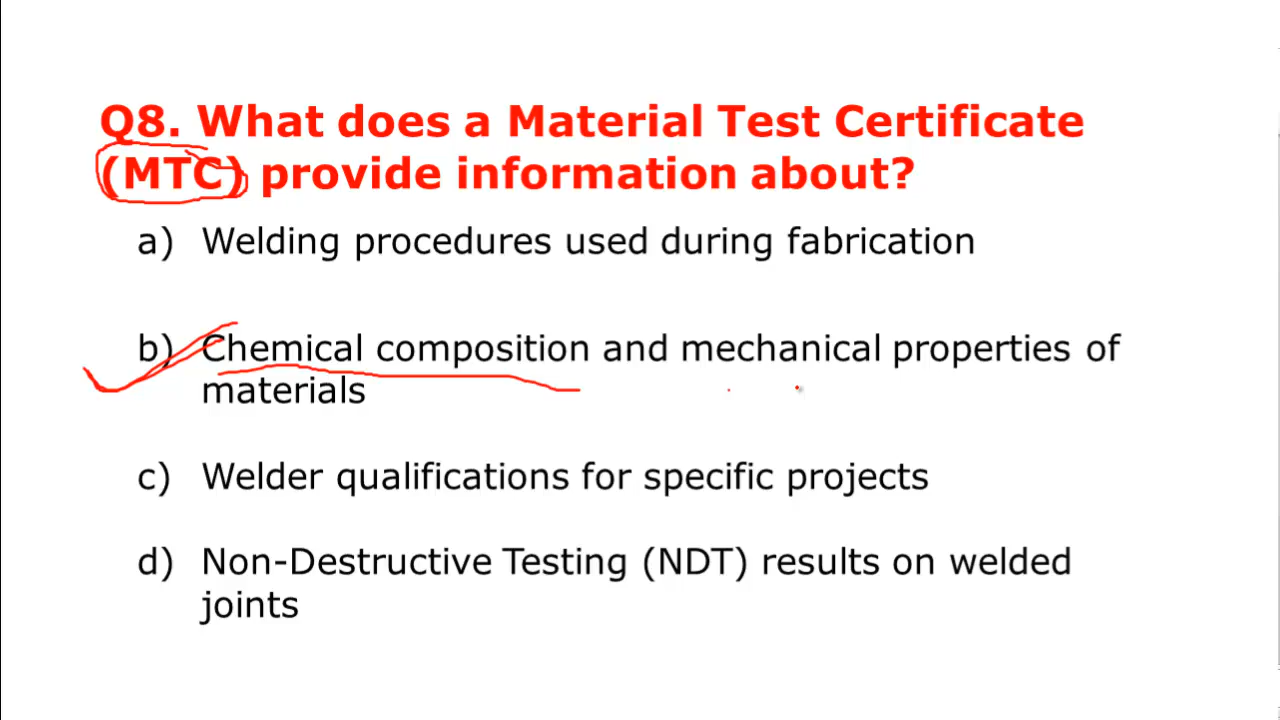 Q8. What does a Material Test Certificate
(MTC) provide information about?
a) Welding procedures used during fabrication
b) Chemical composition and mechanical properties of
materials
c) Welder qualifications for specific projects
d) Non-Destructive Testing (NDT) results on welded
joints